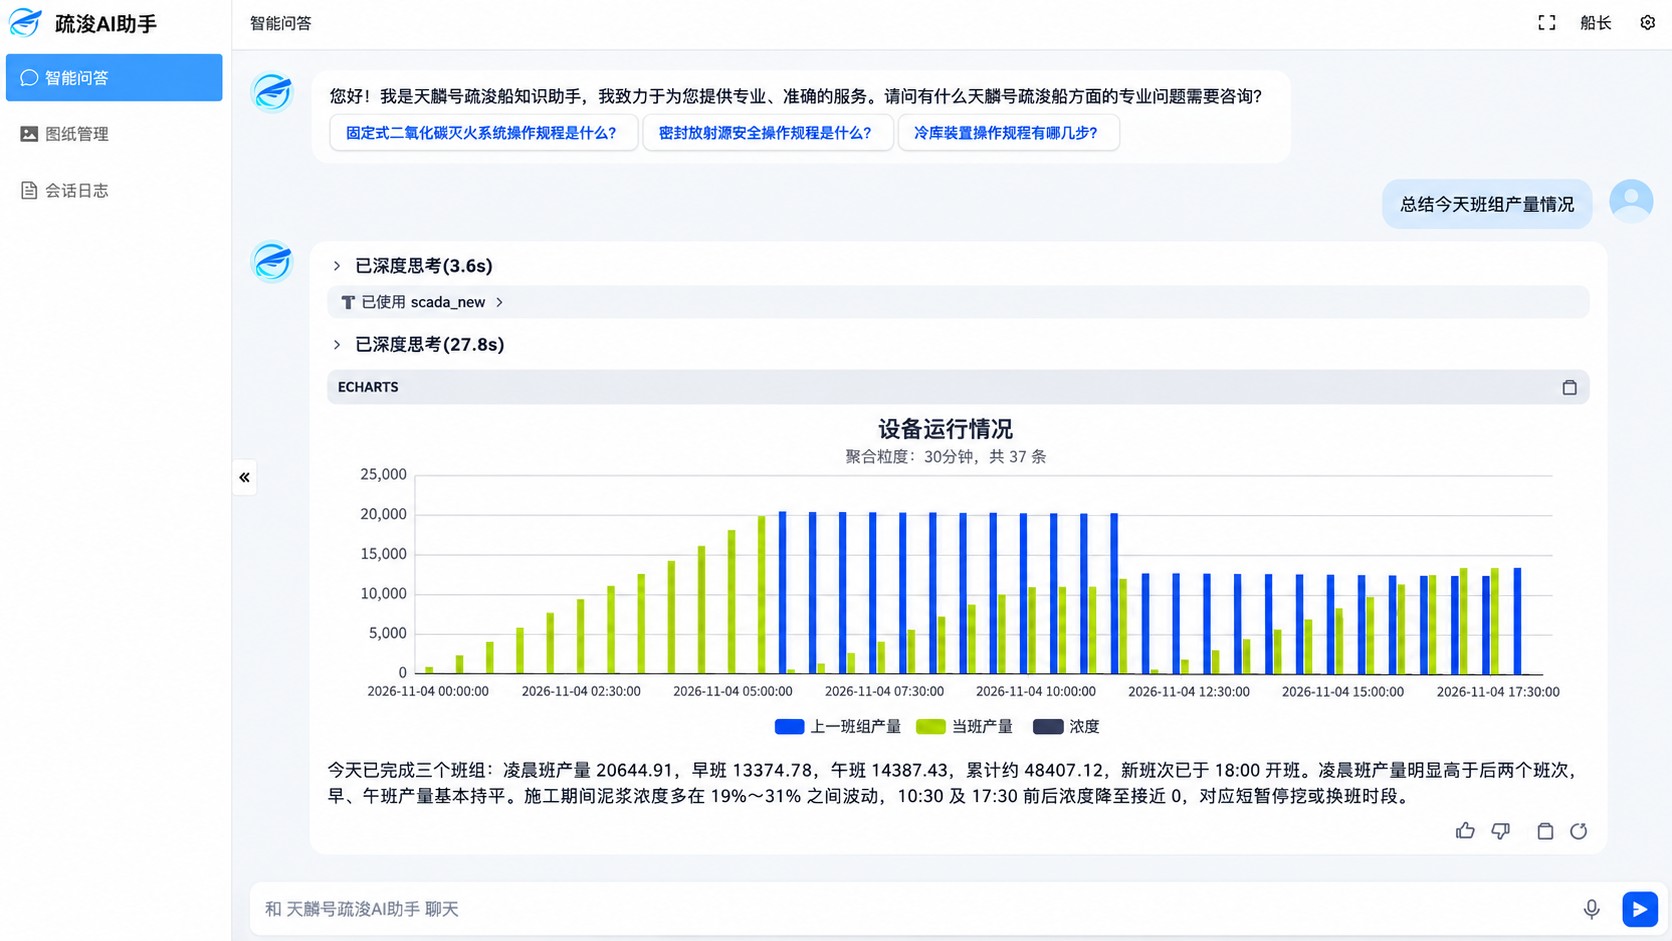 疏浚AI助手
智能问答
图纸管理
会话日志
智能问答
船长
您好！我是天麟号疏浚船知识助手，我致力于为您提供专业、准确的服务。请问有什么天麟号疏浚船方面的专业问题需要咨询?
固定式二氧化碳灭火系统操作规程是什么? 密封放射源安全操作规程是什么? 冷库装置操作规程有哪几步?
总结今天班组产量情况
已深度思考(3.6s)
已使用 scada_new
已深度思考(27.8s)
ECHARTS
设备运行情况
聚合粒度：30分钟，共 37 条
25,000
20,000
15,000
10,000
5,000
0
2026-11-04 00:00:00 2026-11-04 02:30:00 2026-11-04 05:00:00 2026-11-04 07:30:00 2026-11-04 10:00:00 2026-11-04 12:30:00 2026-11-04 15:00:00 2026-11-04 17:30:00
上一班组产量 当班产量 浓度
今天已完成三个班组：凌晨班产量 20644.91，早班 13374.78，午班 14387.43，累计约 48407.12，新班次已于 18:00 开班。凌晨班产量明显高于后两个班次，
早、午班产量基本持平。施工期间泥浆浓度多在 19%～31% 之间波动，10:30 及 17:30 前后浓度降至接近 0，对应短暂停挖或换班时段。
和 天麟号疏浚AI助手 聊天